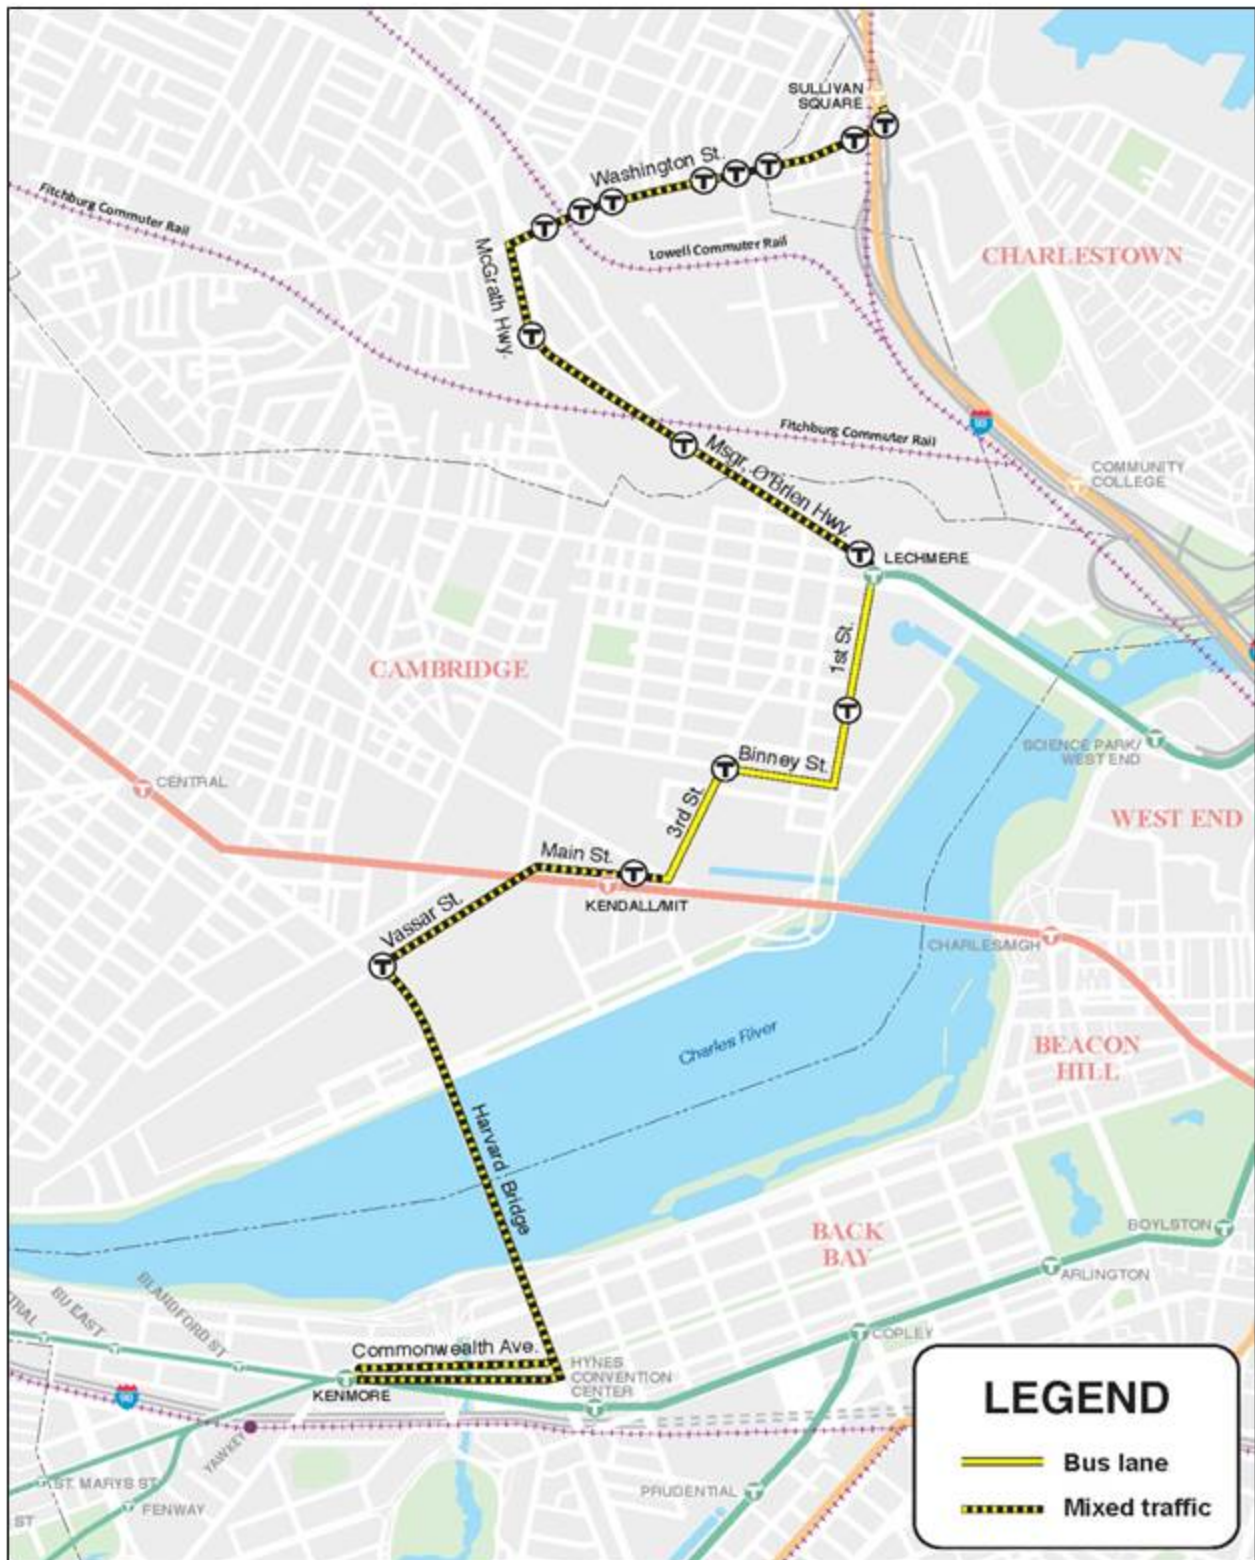 SULLIVAN
SQUARE
Washington St.
Fitchburg Commuter Rail
McGrath Hwy.
Lowell Commuter Rail
CHARLESTOWN
Fitchburg Commuter Rail
Msgr. O'Brien Hwy.
COMMUNITY
COLLEGE
LECHMERE
1st St.
CAMBRIDGE
SCIENCE PARK/
WEST END
Binney St.
CENTRAL
3rd St.
WEST END
Main St.
KENDALL/MIT
Vassar St.
CHARLES/MGH
Charles River
BEACON
HILL
Harvard Bridge
BACK
BAY
BOYLSTON
ARLINGTON
BLANDFORD ST
BU EAST
TRAL
COPLEY
Commonwealth Ave.
HYNES
CONVENTION
CENTER
KENMORE
90
YAWKEY
ST. MARYS ST
FENWAY
ST
PRUDENTIAL
LEGEND
Bus lane
Mixed traffic